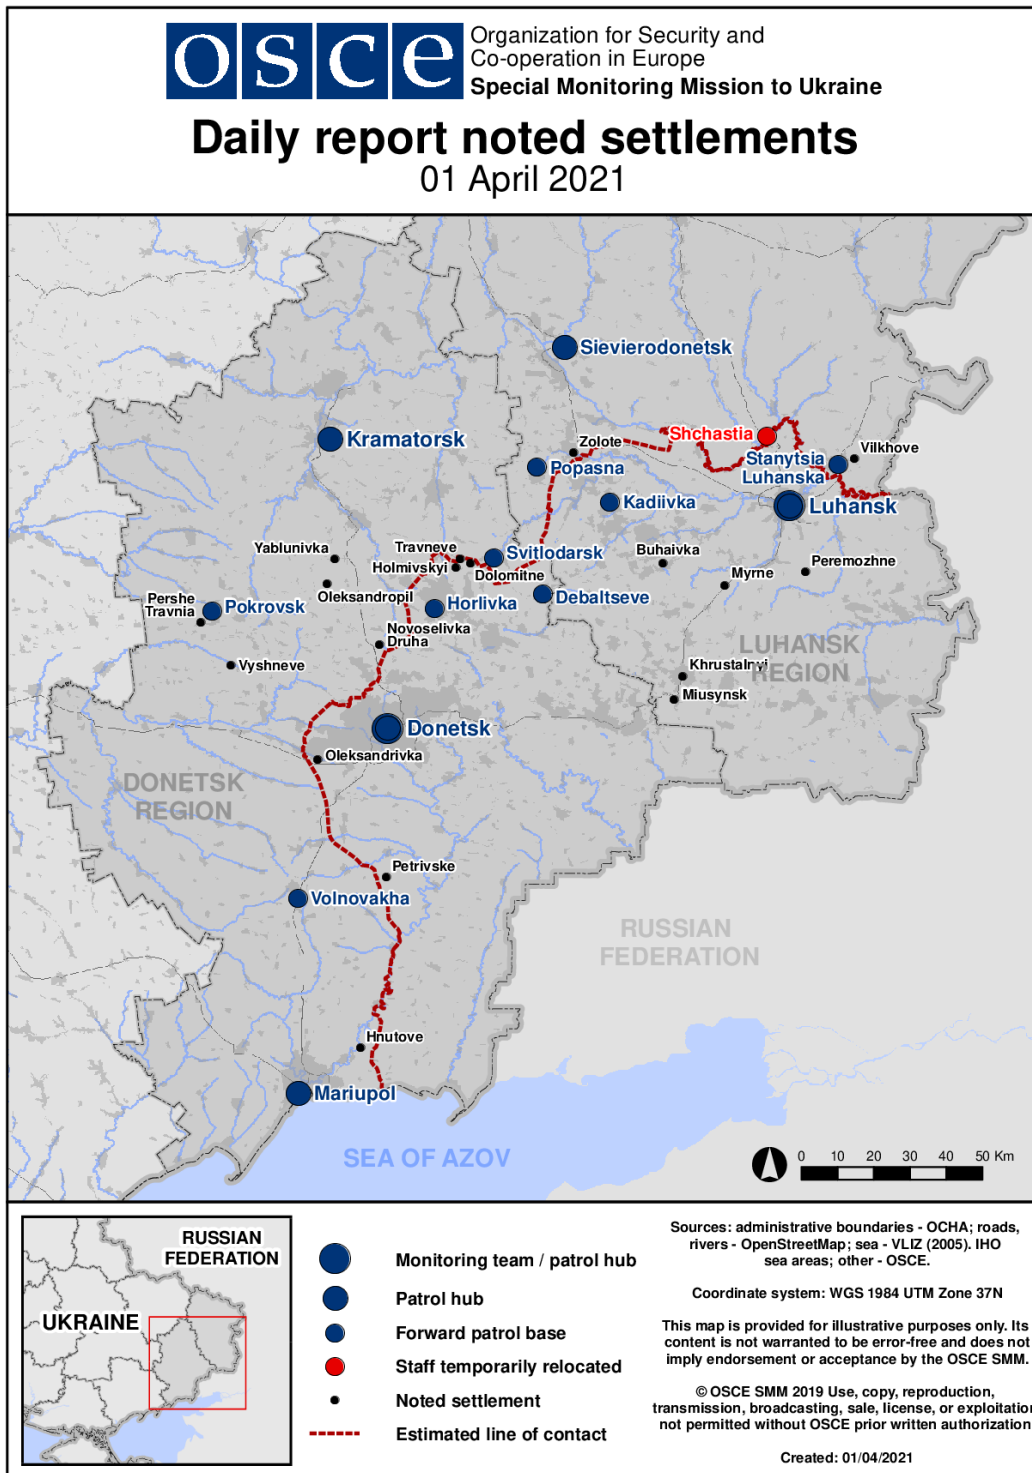 osce
Organization for Security and
Co-operation in Europe
Special Monitoring Mission to Ukraine
Daily report noted settlements
01 April 2021
Sievierodonetsk
Kramatorsk
Shchastia
Zolote
Vilkhove
Stanytsia
Luhanska
Popasna
Kadiivka
Luhansk
Yablunivka
Travneve
Svitlodarsk
Buhaivka
Holmivskyi
Dolomitne
Peremozhne
Myrne
Oleksandropil
Pershe
Travnia
Pokrovsk
Horlivka
Debaltseve
Novoselivka
Druha
LUHANSK
REGION
Vyshneve
Khrustalnyi
Miusynsk
Donetsk
Oleksandrivka
DONETSK
REGION
Petrivske
Volnovakha
RUSSIAN
FEDERATION
Hnutove
Mariupol
SEA OF AZOV
0 10 20 30 40 50 Km
RUSSIAN
FEDERATION
UKRAINE
Monitoring team / patrol hub
Patrol hub
Forward patrol base
Staff temporarily relocated
Noted settlement
Estimated line of contact
Sources: administrative boundaries - OCHA; roads,
rivers - OpenStreetMap; sea - VLIZ (2005). IHO
sea areas; other - OSCE.
Coordinate system: WGS 1984 UTM Zone 37N
This map is provided for illustrative purposes only. Its
content is not warranted to be error-free and does not
imply endorsement or acceptance by the OSCE SMM.
© OSCE SMM 2019 Use, copy, reproduction,
transmission, broadcasting, sale, license, or exploitation
not permitted without OSCE prior written authorization
Created: 01/04/2021